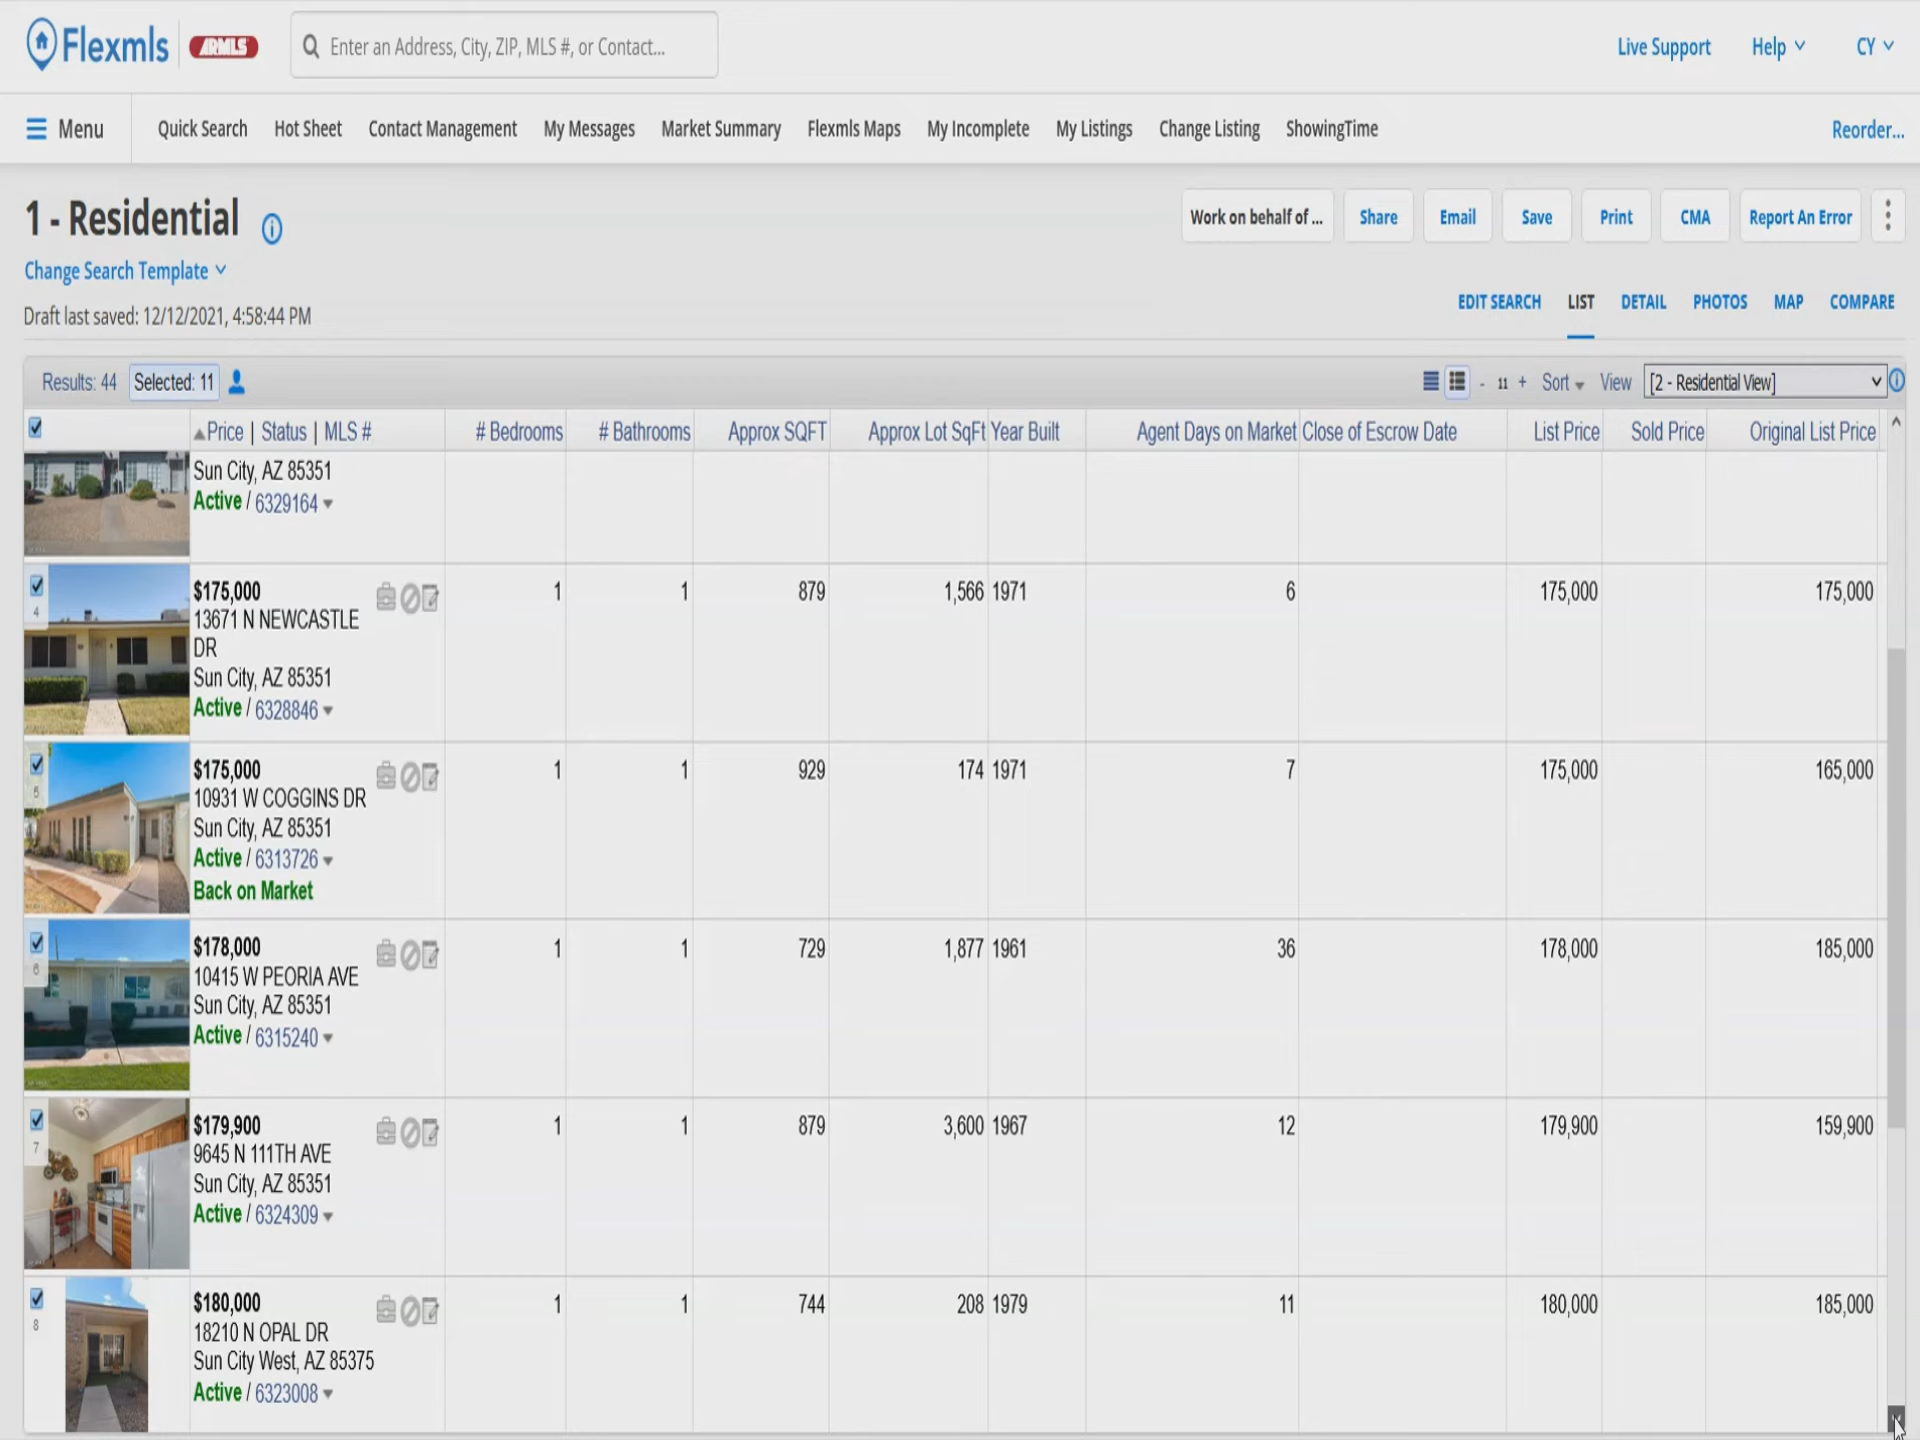 Flexmls ARMLS Enter an Address, City, ZIP, MLS #, or Contact... Live Support Help CY
Menu Quick Search Hot Sheet Contact Management My Messages Market Summary Flexmls Maps My Incomplete My Listings Change Listing ShowingTime Reorder...
1 - Residential
Work on behalf of ... Share Email Save Print CMA Report An Error
Change Search Template
Draft last saved: 12/12/2021, 4:58:44 PM
EDIT SEARCH LIST DETAIL PHOTOS MAP COMPARE
Results: 44 Selected: 11 - 11 + Sort View [2 - Residential View]
Price | Status | MLS # # Bedrooms # Bathrooms Approx SQFT Approx Lot SqFt Year Built Agent Days on Market Close of Escrow Date List Price Sold Price Original List Price
Sun City, AZ 85351
Active / 6329164
4 $175,000 1 1 879 1,566 1971 6 175,000 175,000
13671 N NEWCASTLE
DR
Sun City, AZ 85351
Active / 6328846
5 $175,000 1 1 929 174 1971 7 175,000 165,000
10931 W COGGINS DR
Sun City, AZ 85351
Active / 6313726
Back on Market
6 $178,000 1 1 729 1,877 1961 36 178,000 185,000
10415 W PEORIA AVE
Sun City, AZ 85351
Active / 6315240
7 $179,900 1 1 879 3,600 1967 12 179,900 159,900
9645 N 111TH AVE
Sun City, AZ 85351
Active / 6324309
8 $180,000 1 1 744 208 1979 11 180,000 185,000
18210 N OPAL DR
Sun City West, AZ 85375
Active / 6323008